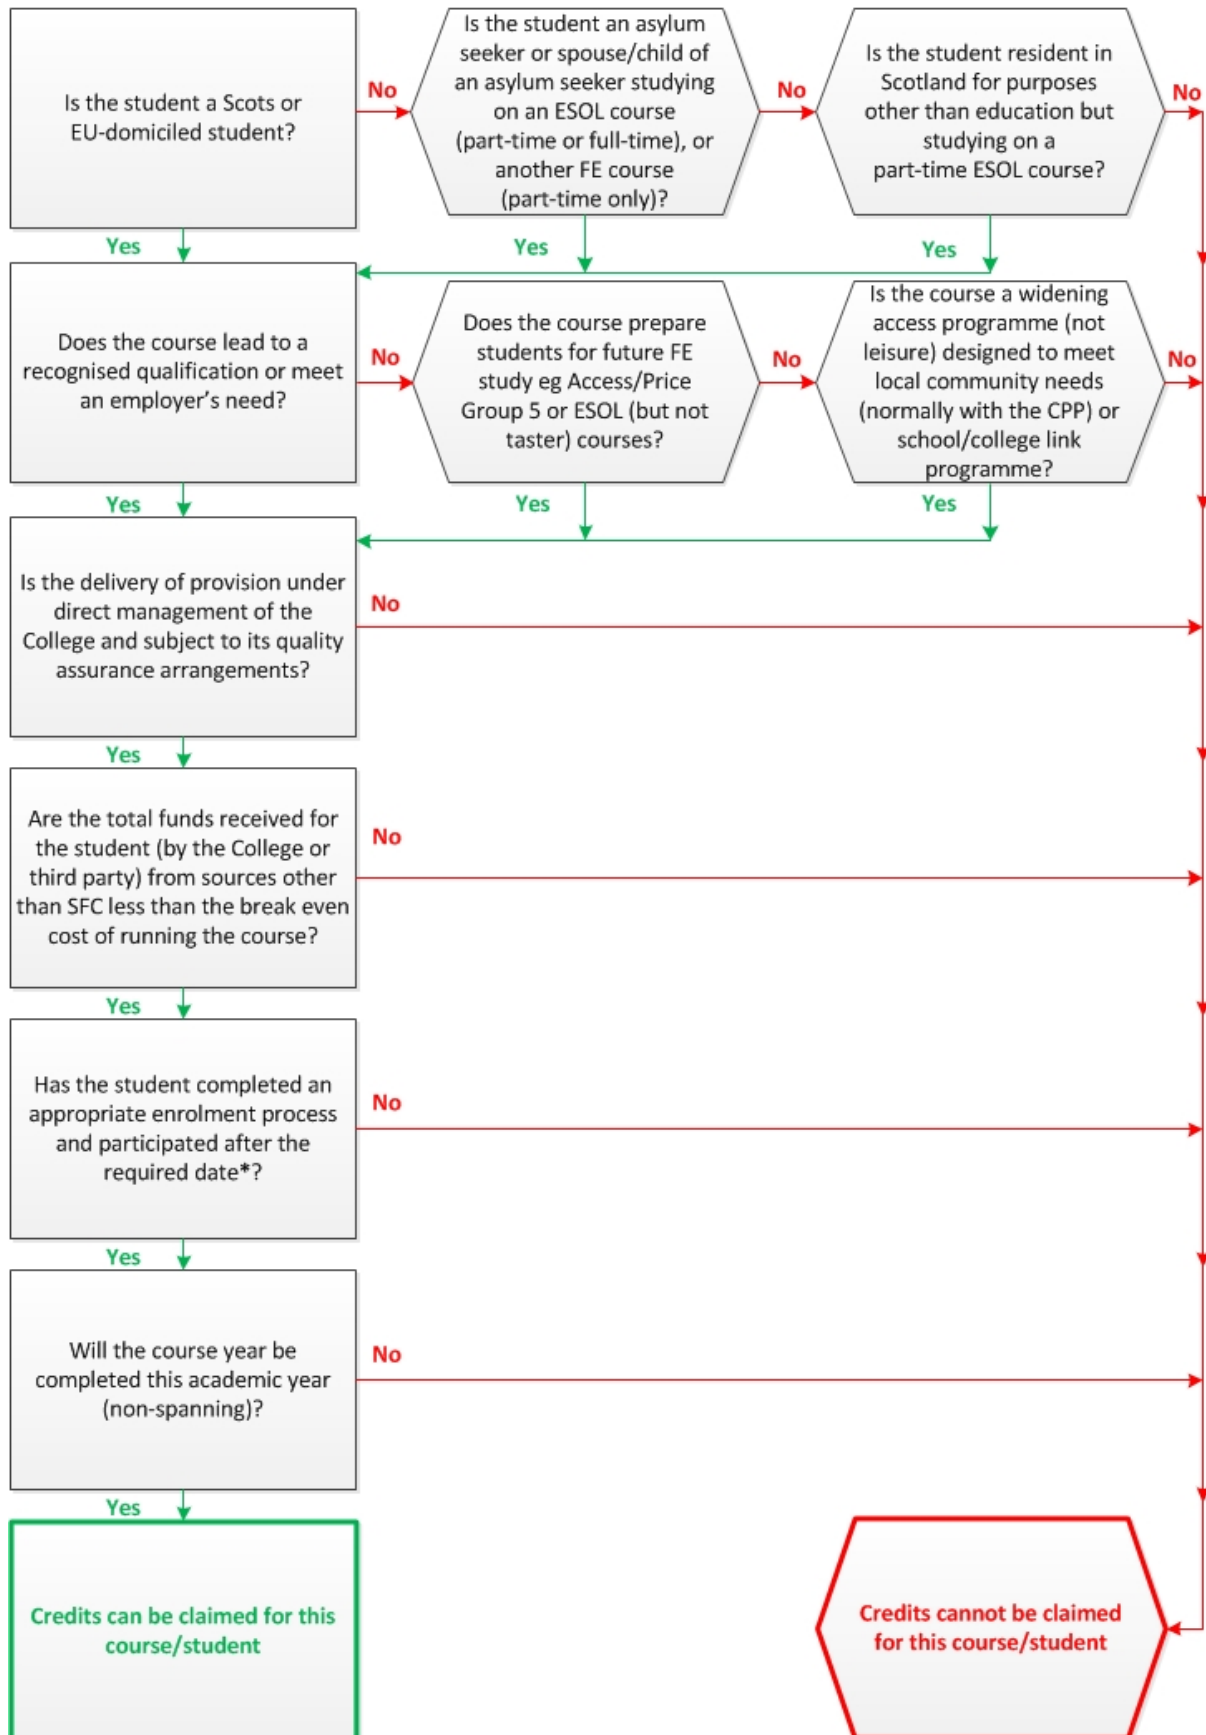 Is the student a Scots or
EU-domiciled student?
No
Is the student an asylum
seeker or spouse/child of
an asylum seeker studying
on an ESOL course
(part-time or full-time), or
another FE course
(part-time only)?
No
Is the student resident in
Scotland for purposes
other than education but
studying on a
part-time ESOL course?
No
Yes
Yes
Yes
Does the course lead to a
recognised qualification or meet
an employer's need?
No
Does the course prepare
students for future FE
study eg Access/Price
Group 5 or ESOL (but not
taster) courses?
No
Is the course a widening
access programme (not
leisure) designed to meet
local community needs
(normally with the CPP) or
school/college link
programme?
No
Yes
Yes
Yes
Is the delivery of provision under
direct management of the
College and subject to its quality
assurance arrangements?
No
Yes
Are the total funds received for
the student (by the College or
third party) from sources other
than SFC less than the break even
cost of running the course?
No
Yes
Has the student completed an
appropriate enrolment process
and participated after the
required date*?
No
Yes
Will the course year be
completed this academic year
(non-spanning)?
No
Yes
Credits can be claimed for this
course/student
Credits cannot be claimed
for this course/student